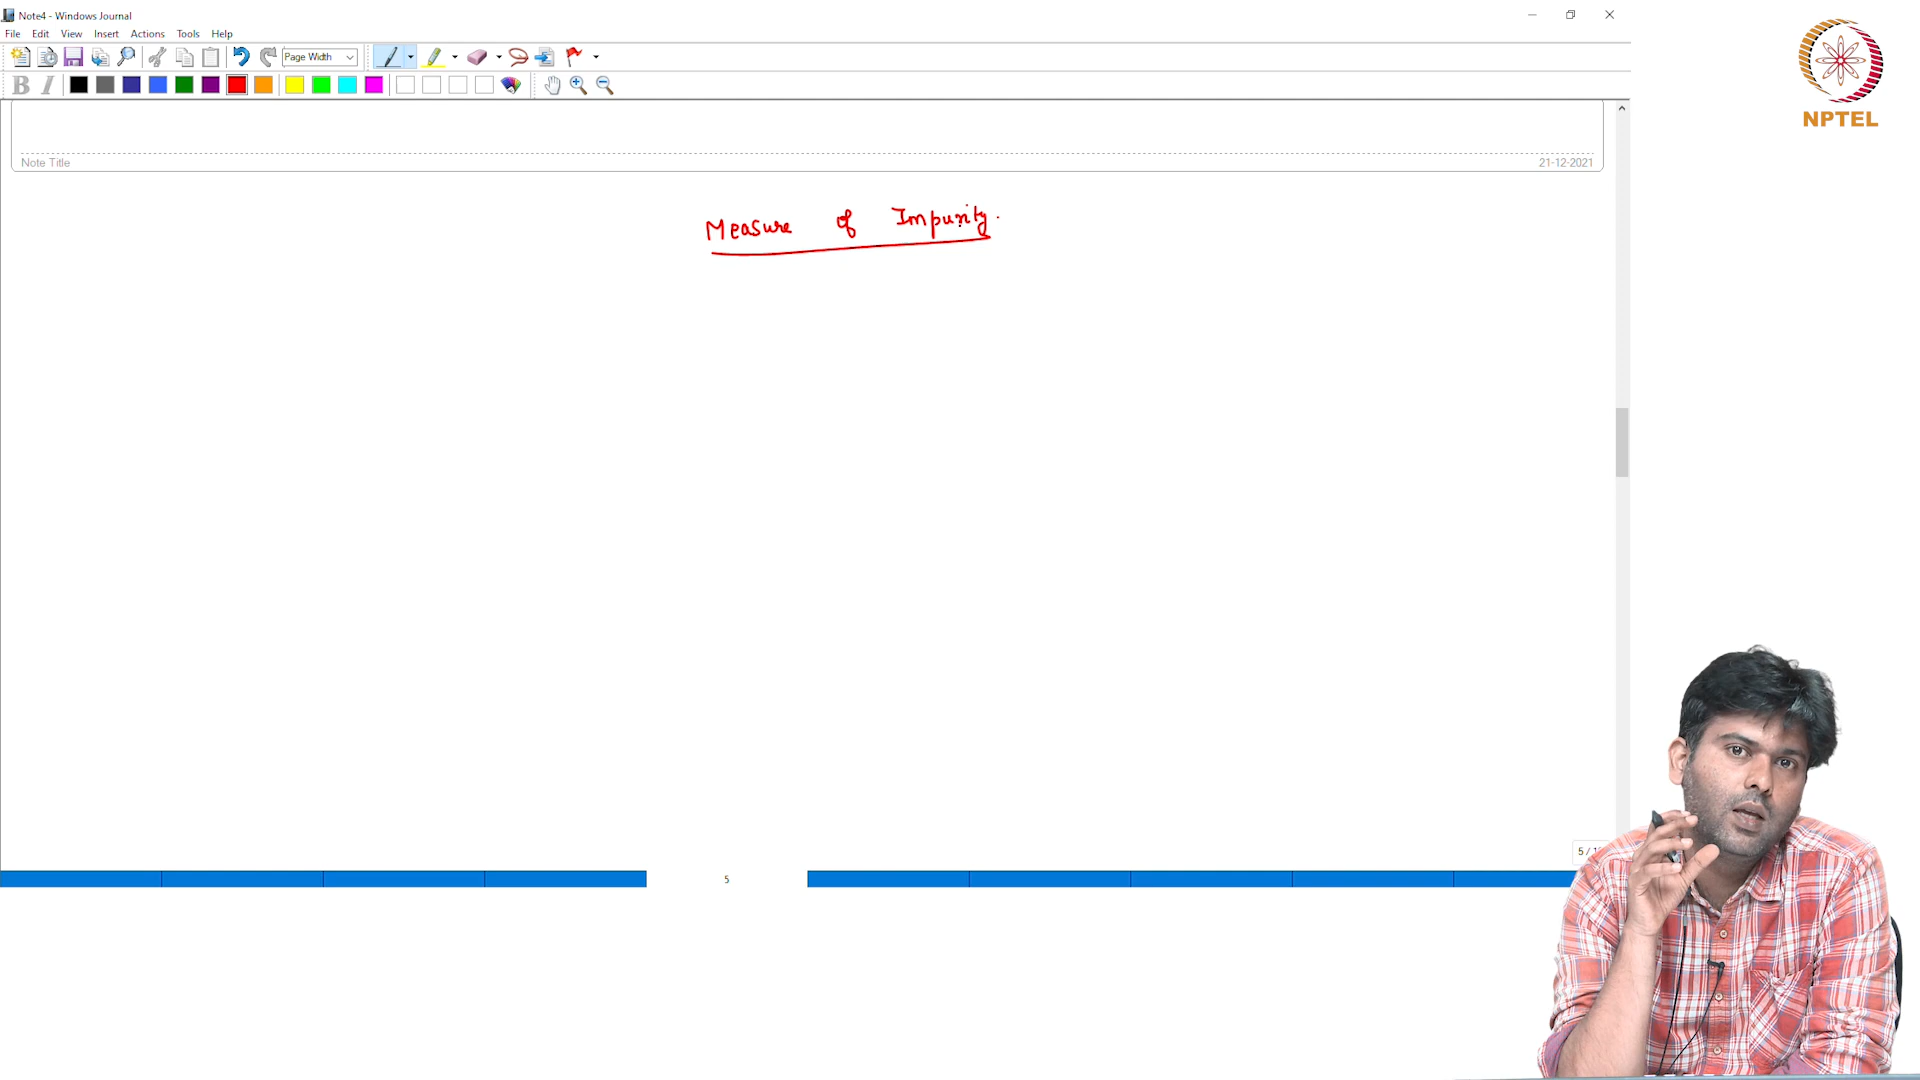 Note4 - Windows Journal
File Edit View Insert Actions Tools Help
Page Width
B I
NPTEL
Note Title
21-12-2021
Measure of Impurity.
5 /
5